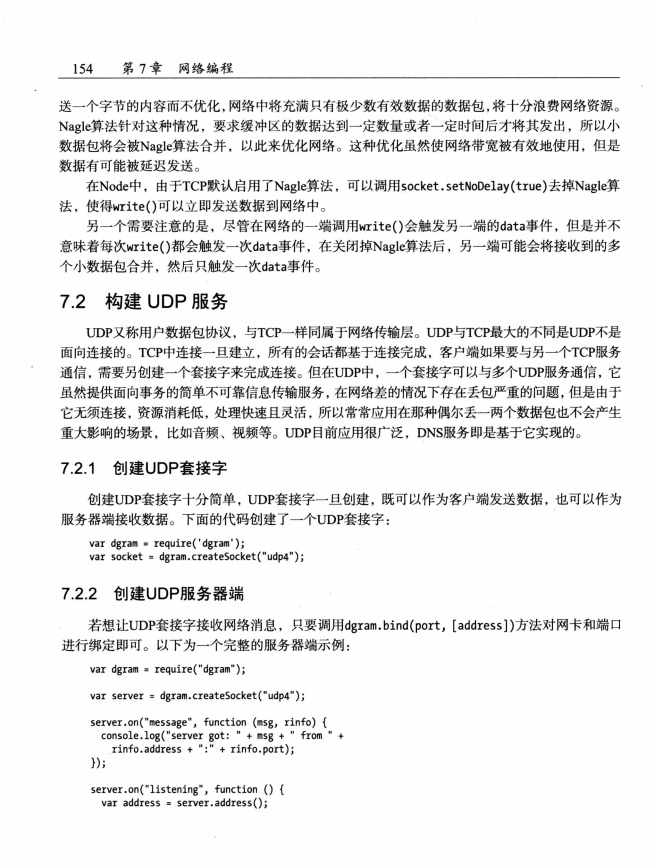 154 第 7 章 网络编程
送一个字节的内容而不优化，网络中将充满只有极少数有效数据的数据包，将十分浪费网络资源。
Nagle算法针对这种情况，要求缓冲区的数据达到一定数量或者一定时间后才将其发出，所以小
数据包将会被Nagle算法合并，以此来优化网络。这种优化虽然使网络带宽被有效地使用，但是
数据有可能被延迟发送。
在Node中，由于TCP默认启用了Nagle算法，可以调用socket.setNoDelay(true)去掉Nagle算
法，使得write()可以立即发送数据到网络中。
另一个需要注意的是，尽管在网络的一端调用write()会触发另一端的data事件，但是并不
意味着每次write()都会触发一次data事件，在关闭掉Nagle算法后，另一端可能会将接收到的多
个小数据包合并，然后只触发一次data事件。
7.2 构建 UDP 服务
UDP又称用户数据包协议，与TCP一样同属于网络传输层。UDP与TCP最大的不同是UDP不是
面向连接的。TCP中连接一旦建立，所有的会话都基于连接完成，客户端如果要与另一个TCP服务
通信，需要另创建一个套接字来完成连接。但在UDP中，一个套接字可以与多个UDP服务通信，它
虽然提供面向事务的简单不可靠信息传输服务，在网络差的情况下存在丢包严重的问题，但是由于
它无须连接，资源消耗低，处理快速且灵活，所以常常应用在那种偶尔丢一两个数据包也不会产生
重大影响的场景，比如音频、视频等。UDP目前应用很广泛，DNS服务即是基于它实现的。
7.2.1 创建UDP套接字
创建UDP套接字十分简单，UDP套接字一旦创建，既可以作为客户端发送数据，也可以作为
服务器端接收数据。下面的代码创建了一个UDP套接字：
var dgram = require('dgram');
var socket = dgram.createSocket("udp4");
7.2.2 创建UDP服务器端
若想让UDP套接字接收网络消息，只要调用dgram.bind(port, [address])方法对网卡和端口
进行绑定即可。以下为一个完整的服务器端示例：
var dgram = require("dgram");
var server = dgram.createSocket("udp4");
server.on("message", function (msg, rinfo) {
console.log("server got: " + msg + " from " +
rinfo.address + ":" + rinfo.port);
});
server.on("listening", function () {
var address = server.address();